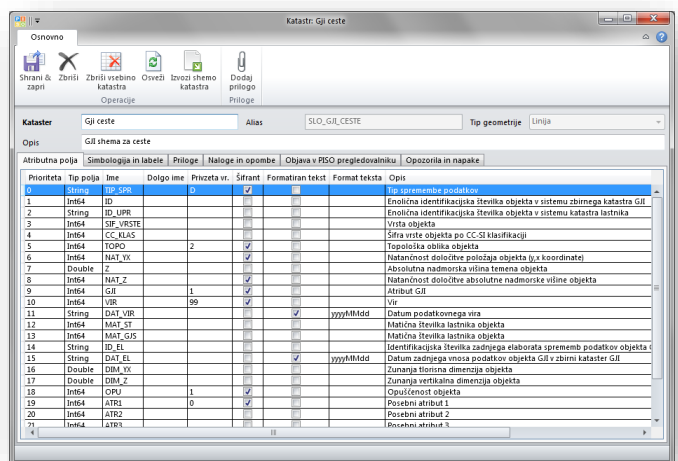 Katastr: Gji ceste
Osnovno
Shrani & zapri
Zbriši
Zbriši vsebino katastra
Osveži
Izvozi shemo katastra
Dodaj prilogo
Operacije
Priloge
Kataster Gji ceste Alias SLO_GJI_CESTE Tip geometrije Linija
Opis GJI shema za ceste
Atributna polja Simbologija in labele Priloge Naloge in opombe Objava v PISO pregledovalniku Opozorila in napake
Prioriteta Tip polja Ime Dolgo ime Privzeta vr. Šifrant Formatiran tekst Format teksta Opis
0 String TIP_SPR D Tip spremembe podatkov
1 Int64 ID Enolična identifikacijska številka objekta v sistemu zbirnega katastra GJI
2 String ID_UPR Enolična identifikacijska številka objekta v sistemu katastra lastnika
3 Int64 SIF_VRSTE Vrsta objekta
4 Int64 CC_KLAS Šifra vrste objekta po CC-SI klasifikaciji
5 Int64 TOPO 2 Topološka oblika objekta
6 Int64 NAT_YX Natančnost določitve položaja objekta (y,x koordinate)
7 Double Z Absolutna nadmorska višina temena objekta
8 Int64 NAT_Z Natančnost določitve absolutne nadmorske višine objekta
9 Int64 GJI 1 Atribut GJI
10 Int64 VIR 99 Vir
11 String DAT_VIR yyyyMMdd Datum podatkovnega vira
12 Int64 MAT_ST Matična številka lastnika objekta
13 Int64 MAT_GJS Matična številka lastnika objekta
14 String ID_EL Identifikacijska številka zadnjega elaborata sprememb podatkov objekta
15 String DAT_EL yyyyMMdd Datum zadnjega vnosa podatkov objekta GJI v zbirni kataster GJI
16 Double DIM_YX Zunanja tlorisna dimenzija objekta
17 Double DIM_Z Zunanja vertikalna dimenzija objekta
18 Int64 OPU 1 Opuščenost objekta
19 Int64 ATR1 0 Posebni atribut 1
20 Int64 ATR2 Posebni atribut 2
21 Int64 ATR3 Posebni atribut 3